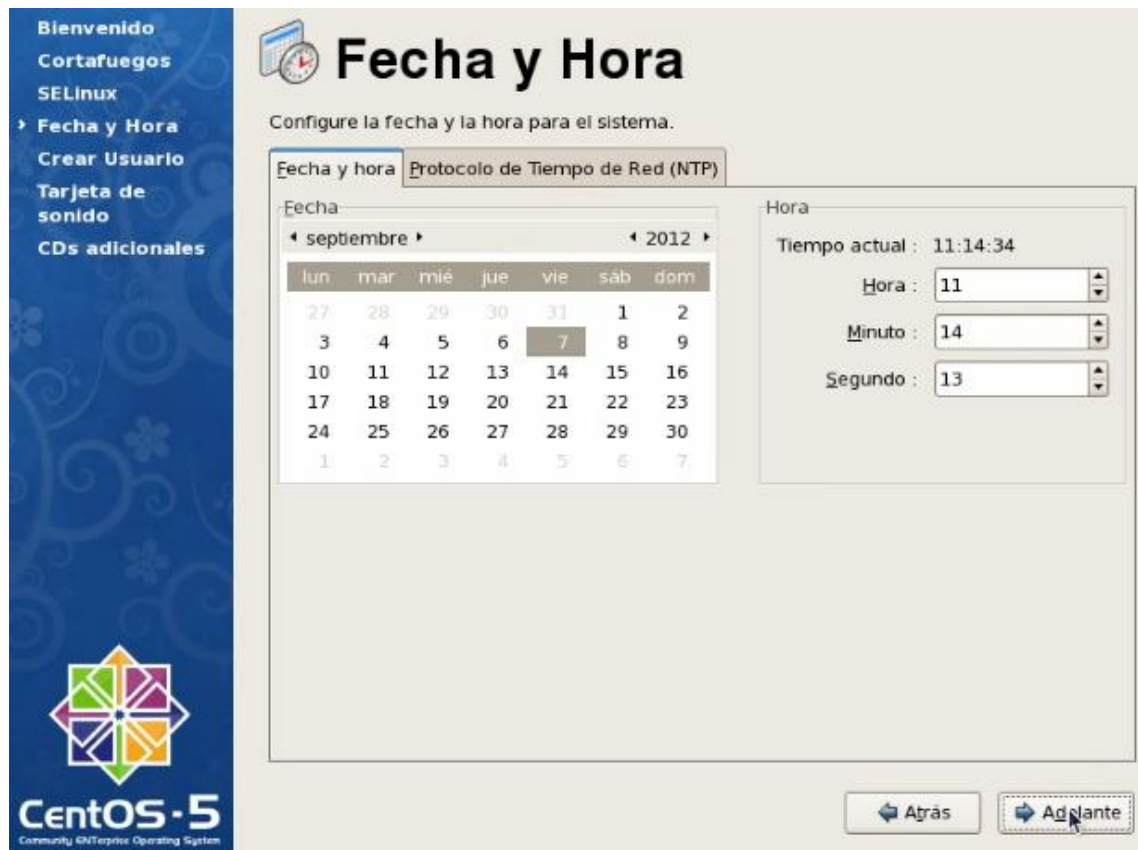 Bienvenido
Cortafuegos
SELinux
Fecha y Hora
Crear Usuario
Tarjeta de
sonido
CDs adicionales
Fecha y Hora
Configure la fecha y la hora para el sistema.
Fecha y hora Protocolo de Tiempo de Red (NTP)
Fecha
septiembre 2012
lun mar mié jue vie sáb dom
27 28 29 30 31 1 2
3 4 5 6 7 8 9
10 11 12 13 14 15 16
17 18 19 20 21 22 23
24 25 26 27 28 29 30
1 2 3 4 5 6 7
Hora
Tiempo actual : 11:14:34
Hora : 11
Minuto : 14
Segundo : 13
Atrás Adelante
CentOS-5
Community ENTerprise Operating System